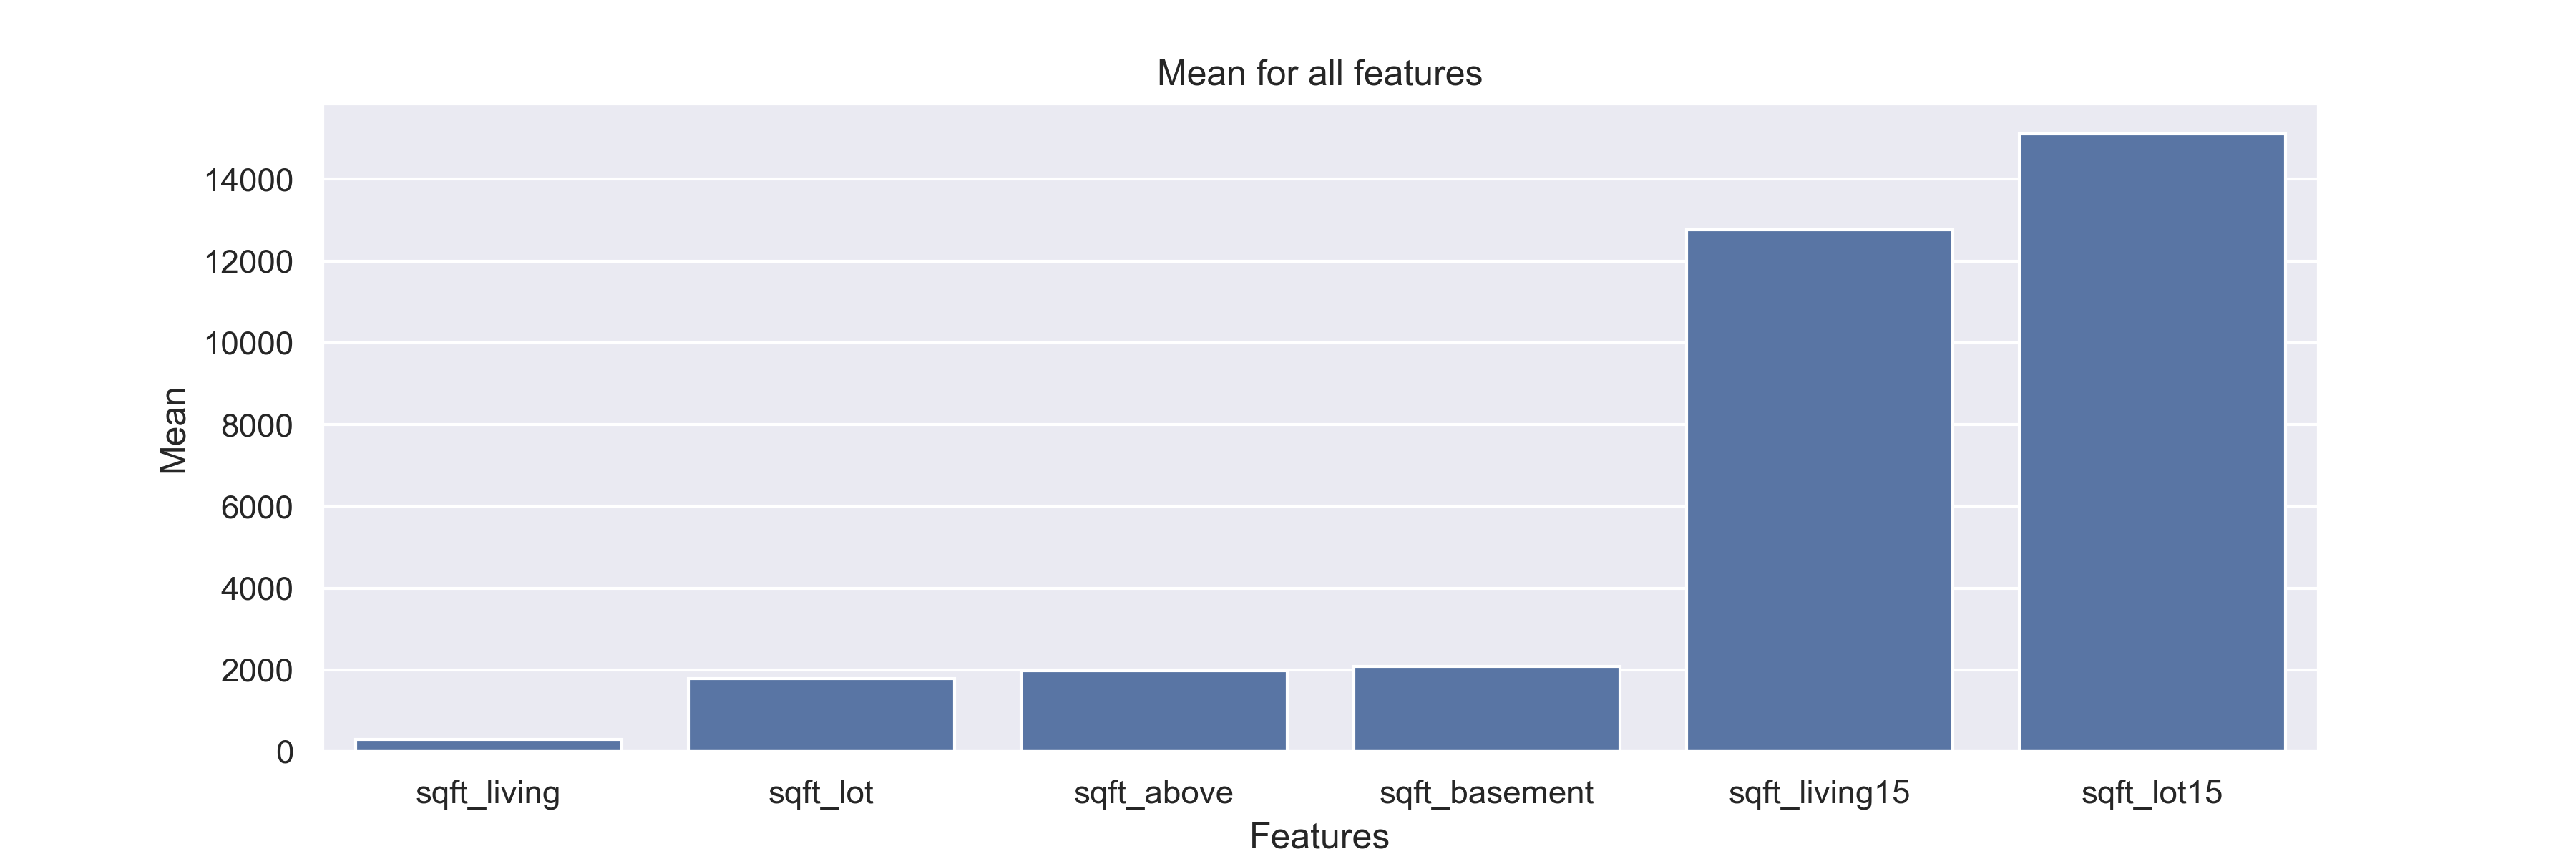 Mean for all features
14000
12000
10000
8000
6000
4000
2000
0
Mean
sqft_living sqft_lot sqft_above sqft_basement sqft_living15 sqft_lot15
Features